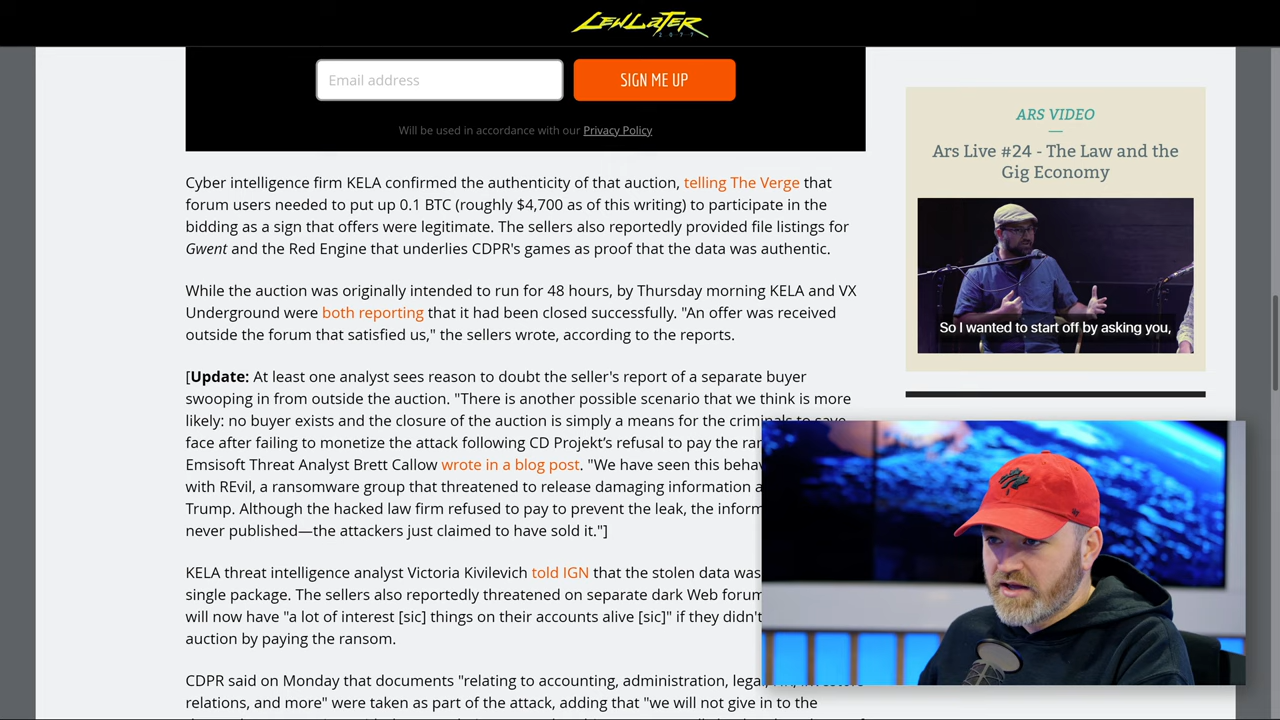 LEWLATER
2077
Email address
SIGN ME UP
Will be used in accordance with our Privacy Policy
Cyber intelligence firm KELA confirmed the authenticity of that auction, telling The Verge that
forum users needed to put up 0.1 BTC (roughly $4,700 as of this writing) to participate in the
bidding as a sign that offers were legitimate. The sellers also reportedly provided file listings for
Gwent and the Red Engine that underlies CDPR's games as proof that the data was authentic.
While the auction was originally intended to run for 48 hours, by Thursday morning KELA and VX
Underground were both reporting that it had been closed successfully. "An offer was received
outside the forum that satisfied us," the sellers wrote, according to the reports.
[Update: At least one analyst sees reason to doubt the seller's report of a separate buyer
swooping in from outside the auction. "There is another possible scenario that we think is more
likely: no buyer exists and the closure of the auction is simply a means for the criminals to save
face after failing to monetize the attack following CD Projekt's refusal to pay the
Emsisoft Threat Analyst Brett Callow wrote in a blog post. "We have seen this
with REvil, a ransomware group that threatened to release damaging information
Trump. Although the hacked law firm refused to pay to prevent the leak, the
never published—the attackers just claimed to have sold it."]
KELA threat intelligence analyst Victoria Kivilevich told IGN that the stolen data was
single package. The sellers also reportedly threatened on separate dark Web
will now have "a lot of interest [sic] things on their accounts alive [sic]" if they didn't
auction by paying the ransom.
CDPR said on Monday that documents "relating to accounting, administration, legal,
relations, and more" were taken as part of the attack, adding that "we will not give in to the
ARS VIDEO
Ars Live #24 - The Law and the
Gig Economy
So I wanted to start off by asking you,